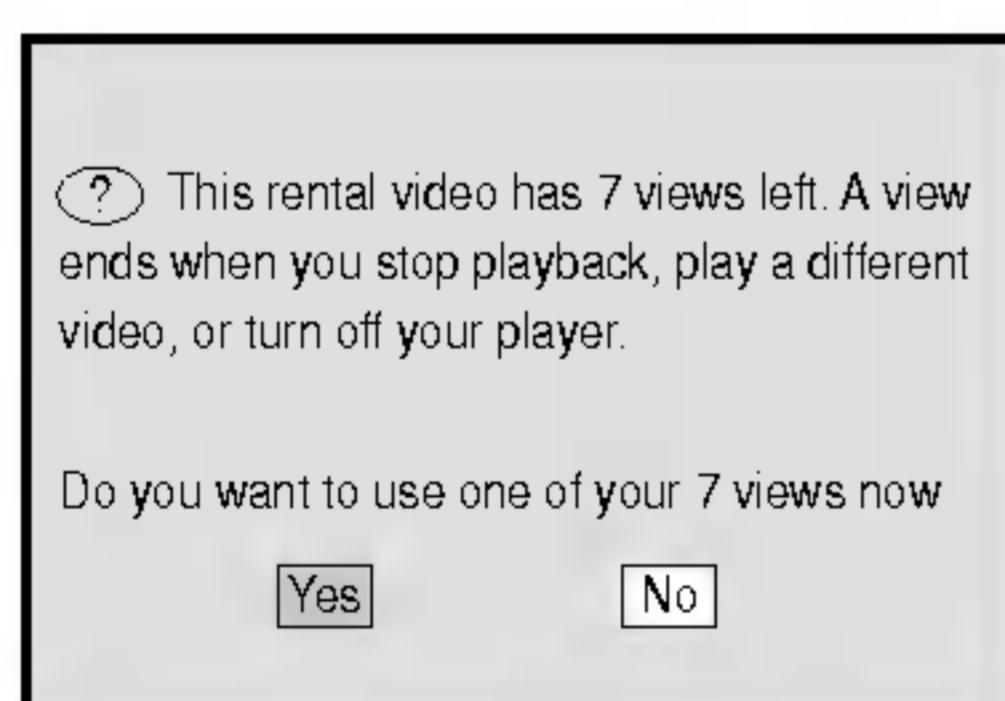 ? This rental video has 7 views left. A view
ends when you stop playback, play a different
video, or turn off your player.
Do you want to use one of your 7 views now
Yes No